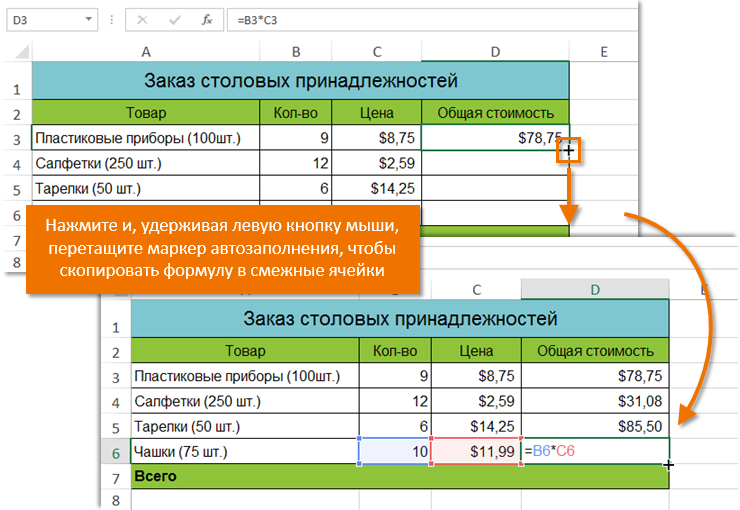 D3 =B3*C3
A B C D E
1 Заказ столовых принадлежностей
2 Товар Кол-во Цена Общая стоимость
3 Пластиковые приборы (100шт.) 9 $8,75 $78,75
4 Салфетки (250 шт.) 12 $2,59
5 Тарелки (50 шт.) 6 $14,25
6
7
8
Нажмите и, удерживая левую кнопку мыши,
перетащите маркер автозаполнения, чтобы
скопировать формулу в смежные ячейки
C D
1 Заказ столовых принадлежностей
2 Товар Кол-во Цена Общая стоимость
3 Пластиковые приборы (100шт.) 9 $8,75 $78,75
4 Салфетки (250 шт.) 12 $2,59 $31,08
5 Тарелки (50 шт.) 6 $14,25 $85,50
6 Чашки (75 шт.) 10 $11,99 =B6*C6
7 Всего
8